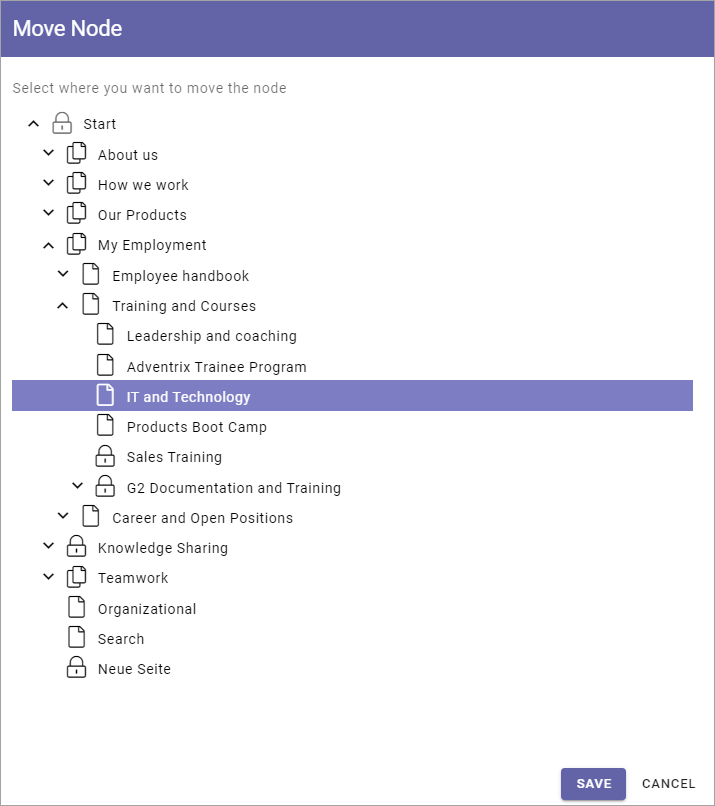 Move Node
Select where you want to move the node
Start
About us
How we work
Our Products
My Employment
Employee handbook
Training and Courses
Leadership and coaching
Adventrix Trainee Program
IT and Technology
Products Boot Camp
Sales Training
G2 Documentation and Training
Career and Open Positions
Knowledge Sharing
Teamwork
Organizational
Search
Neue Seite
SAVE CANCEL